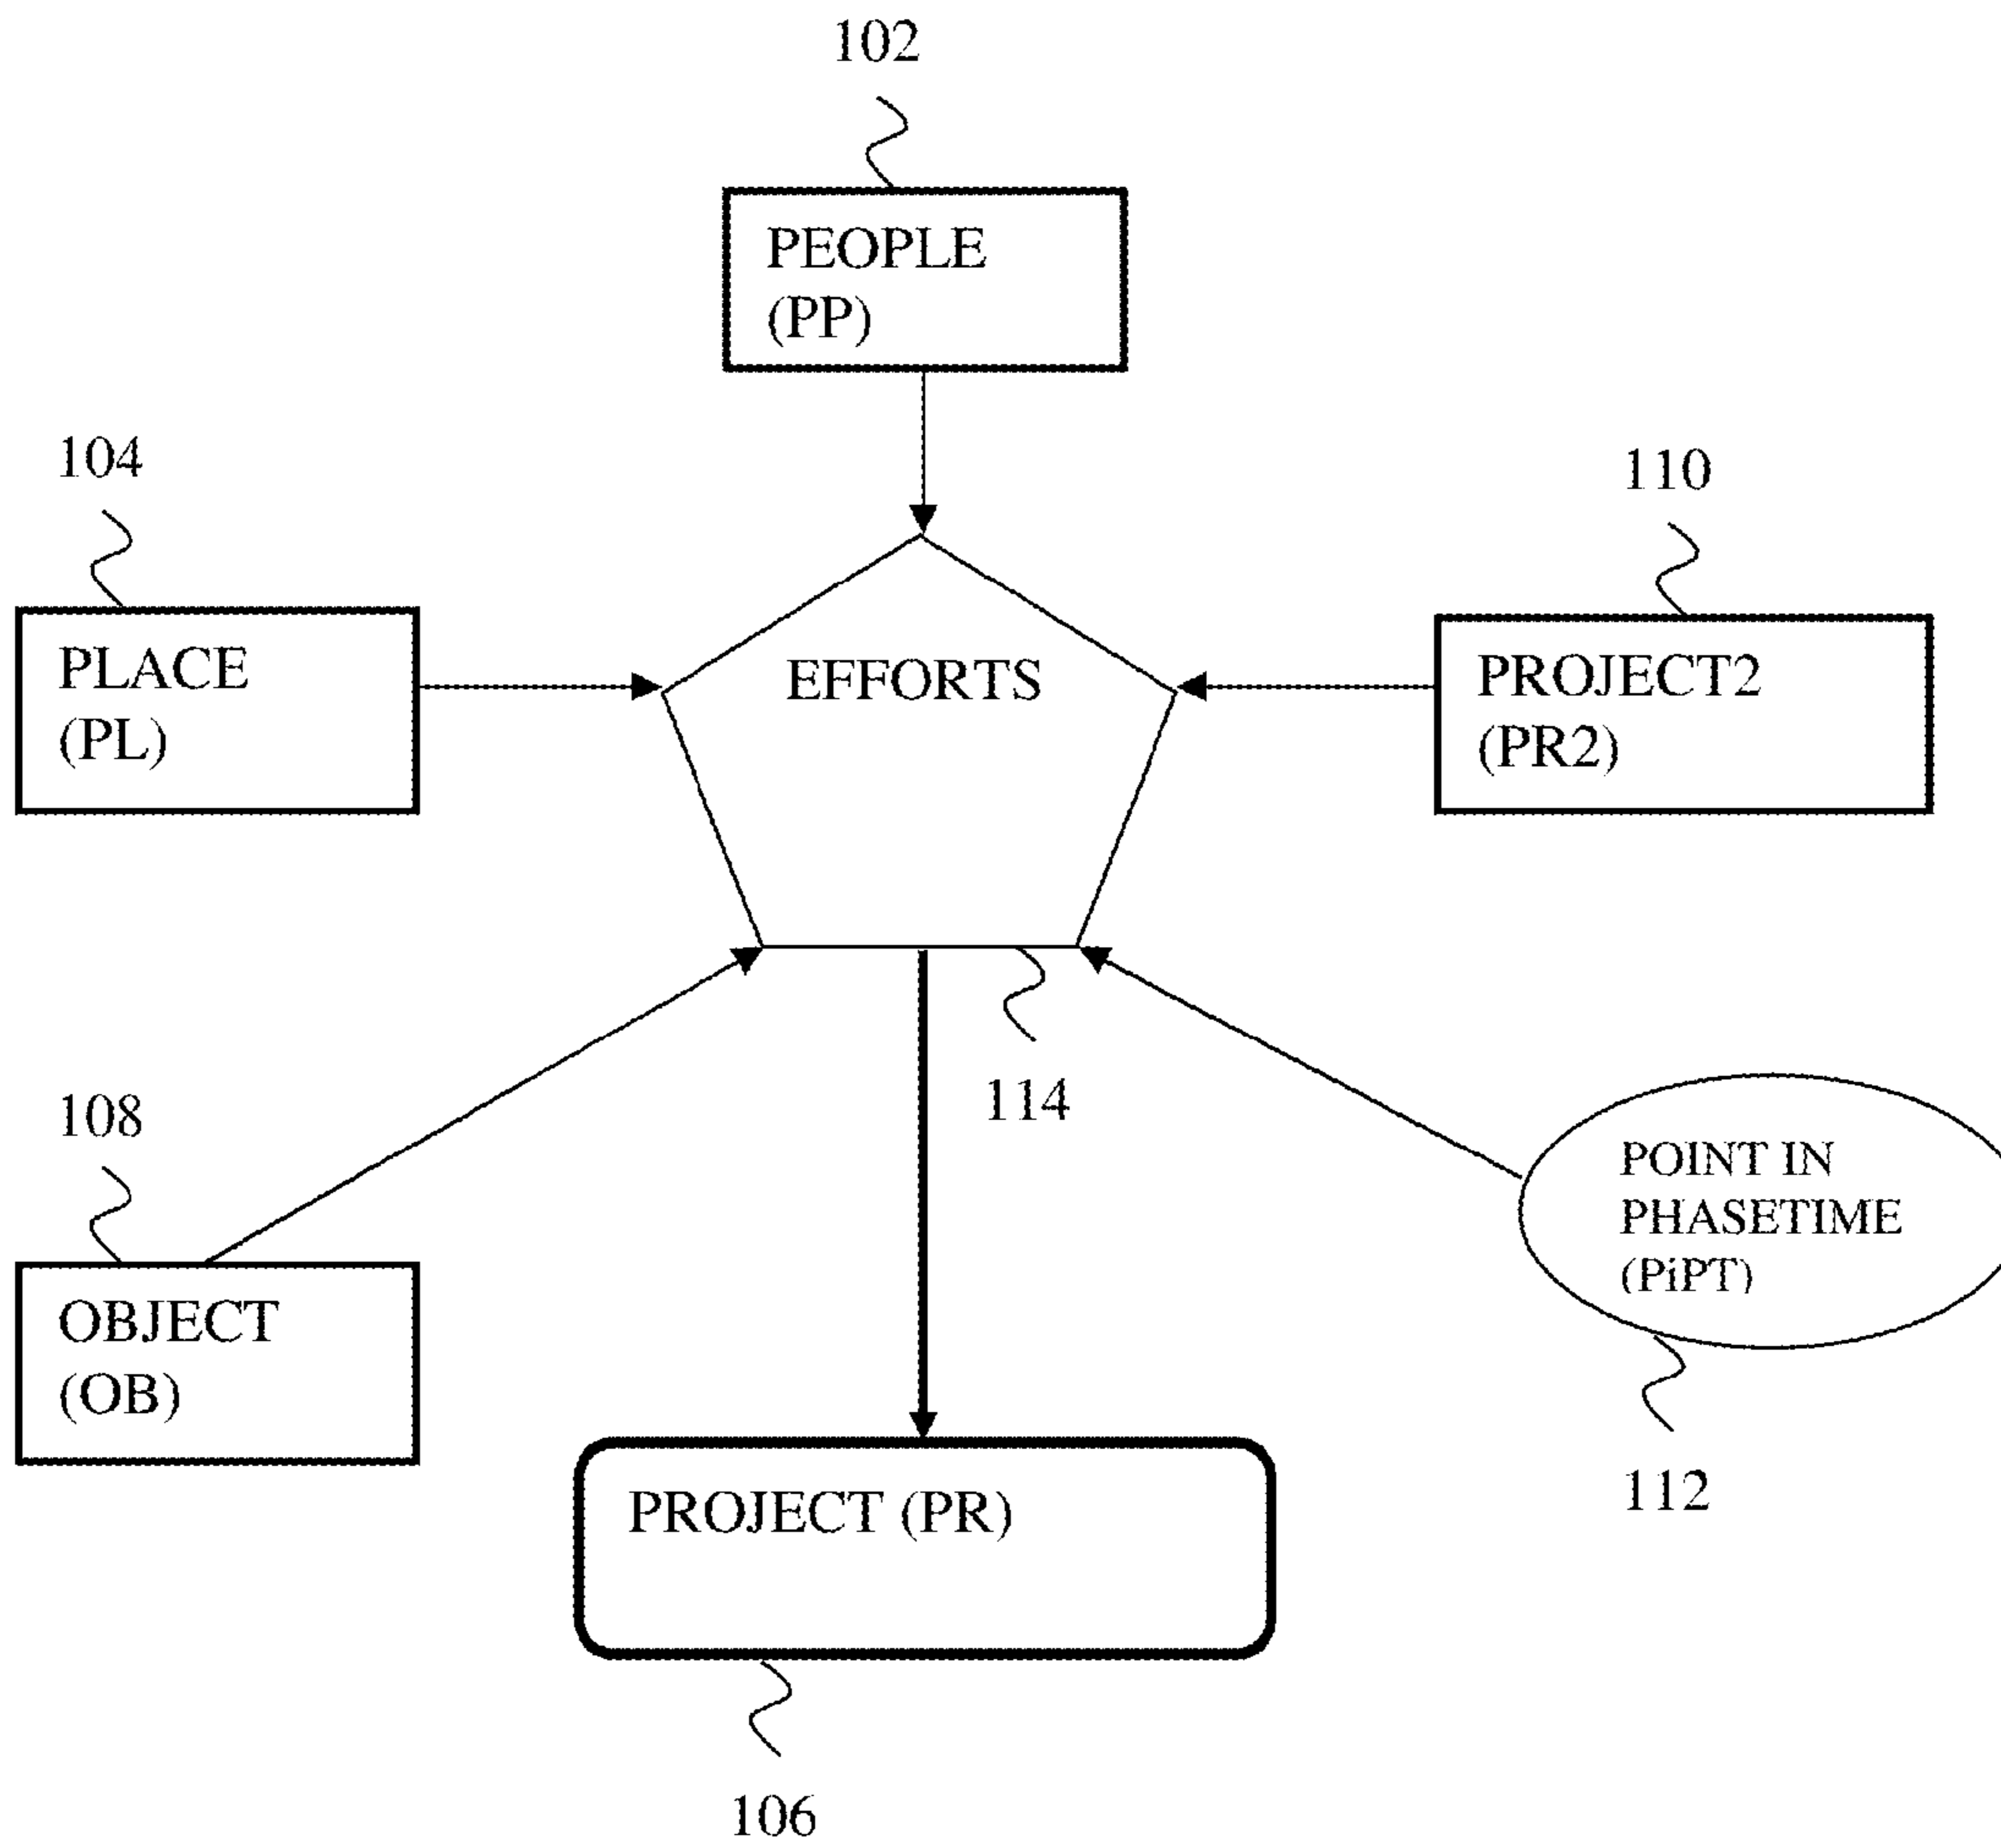 102
PEOPLE
(PP)
104
110
PLACE
(PL)
EFFORTS
PROJECT2
(PR2)
114
108
POINT IN
PHASETIME
(PiPT)
OBJECT
(OB)
112
PROJECT (PR)
106